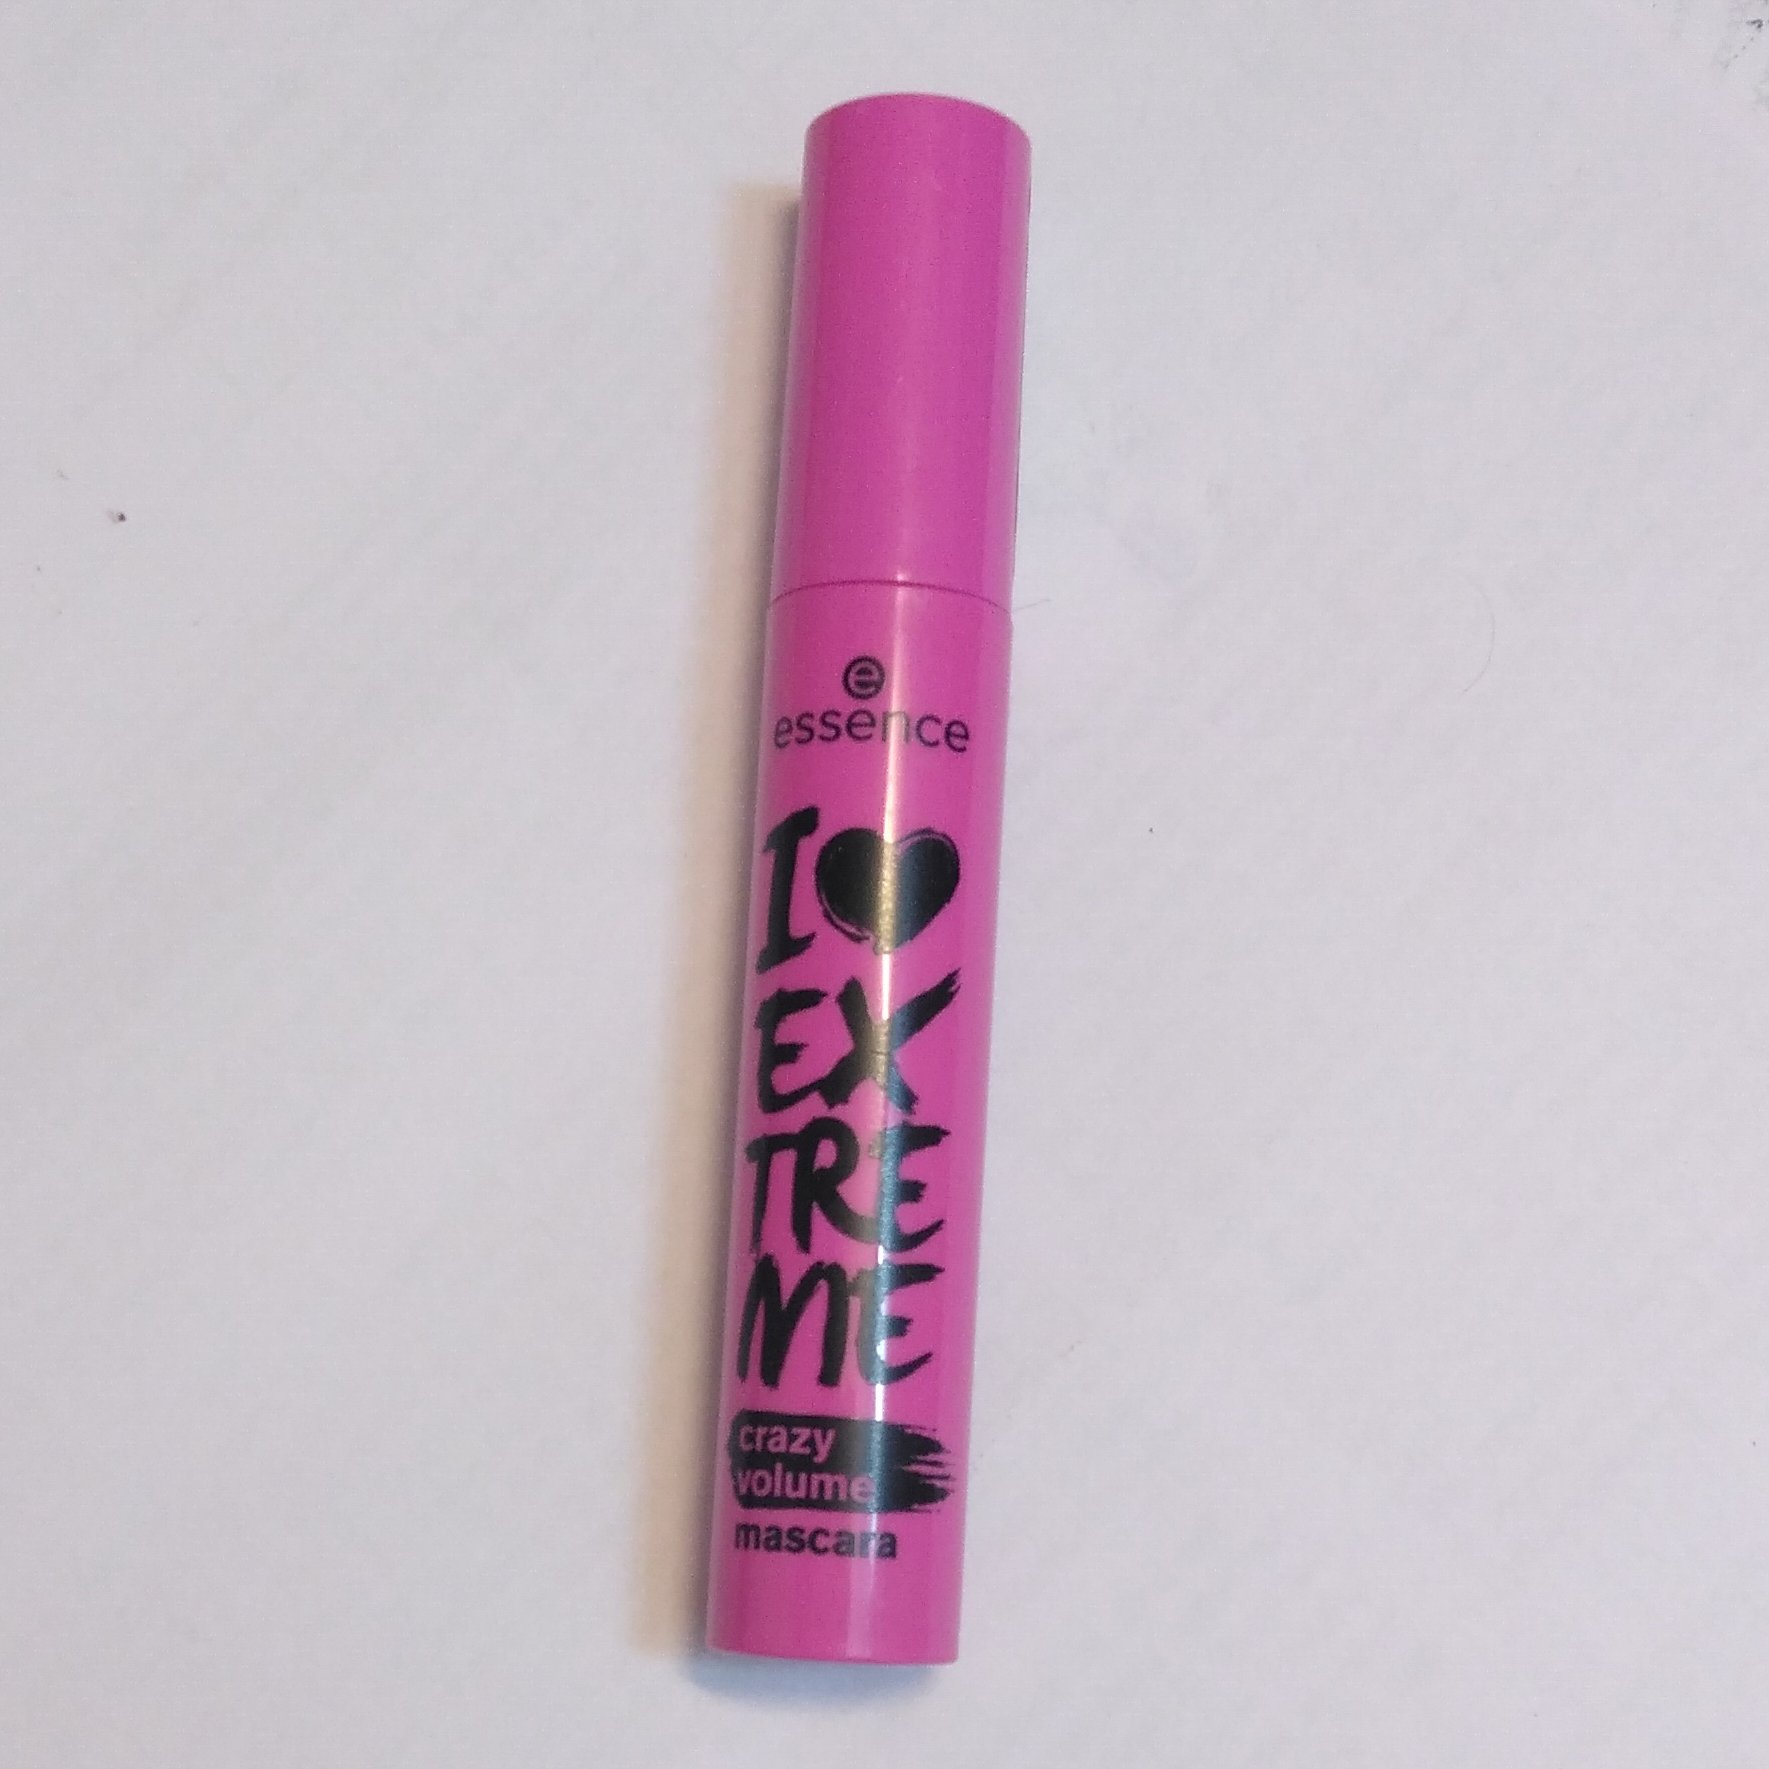 e
essence
I ♥
EX
TRE
ME
crazy
volume
mascara